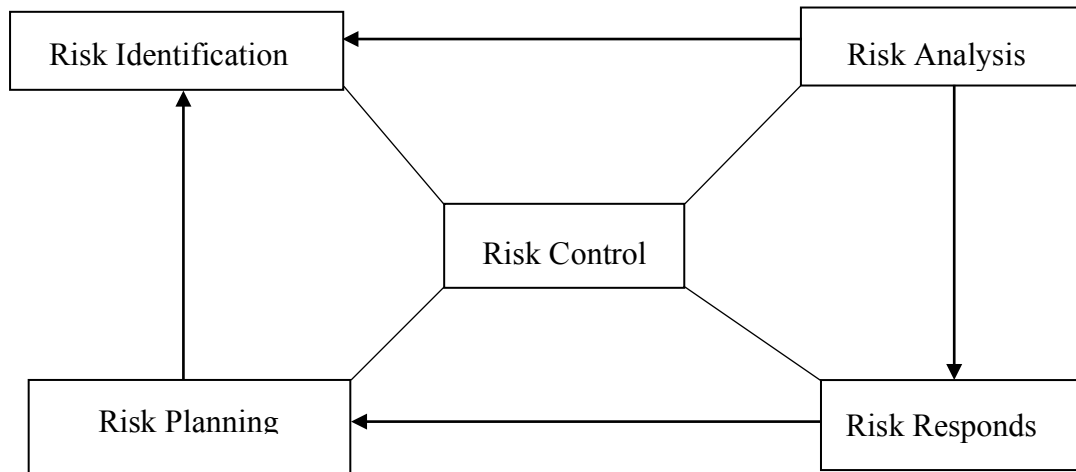 Risk Identification
Risk Analysis
Risk Control
Risk Planning
Risk Responds